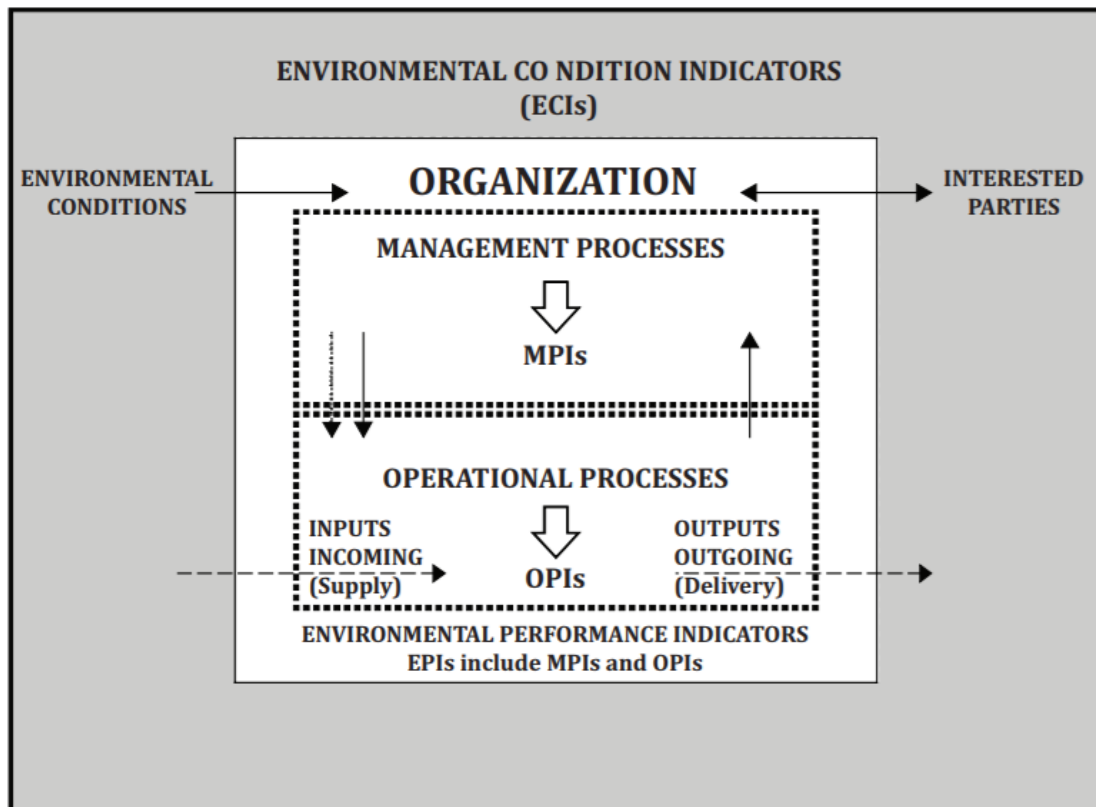 ENVIRONMENTAL CO NDITION INDICATORS
(ECIs)
ENVIRONMENTAL
CONDITIONS
ORGANIZATION
INTERESTED
PARTIES
MANAGEMENT PROCESSES
MPIs
OPERATIONAL PROCESSES
INPUTS
INCOMING
(Supply)
OPIs
OUTPUTS
OUTGOING
(Delivery)
ENVIRONMENTAL PERFORMANCE INDICATORS
EPIs include MPIs and OPIs